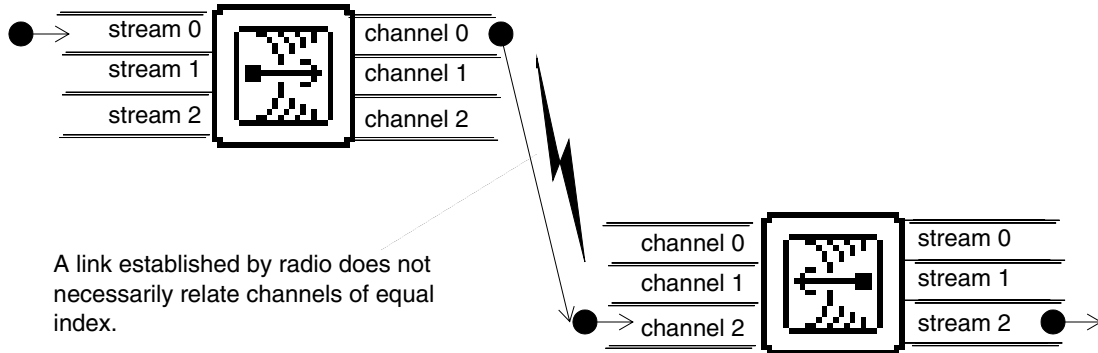 stream 0
stream 1
stream 2
channel 0
channel 1
channel 2
A link established by radio does not
necessarily relate channels of equal
index.
channel 0
channel 1
channel 2
stream 0
stream 1
stream 2